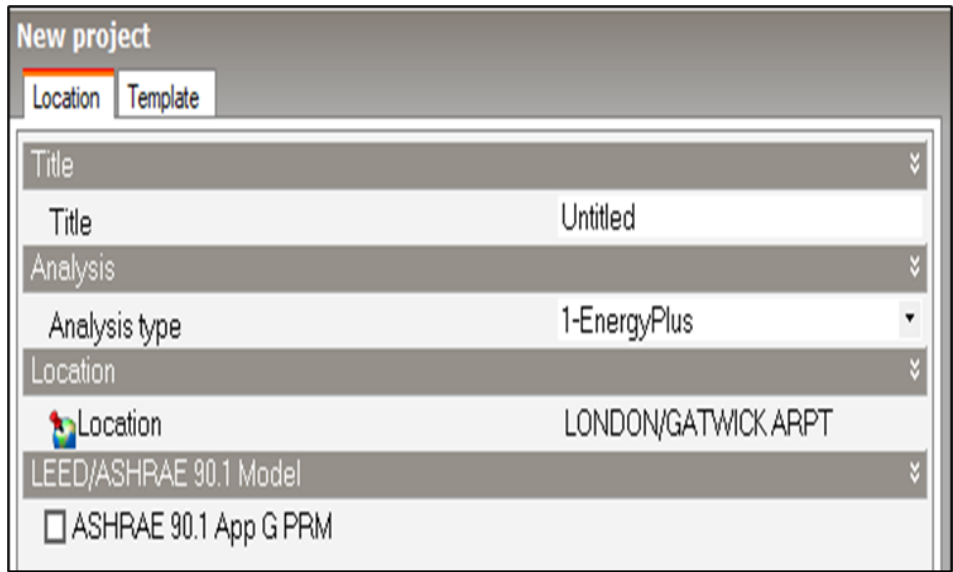 New project
Location Template
Title
Title Untitled
Analysis
Analysis type 1-EnergyPlus
Location
Location LONDON/GATWICK ARPT
LEED/ASHRAE 90.1 Model
ASHRAE 90.1 App G PRM